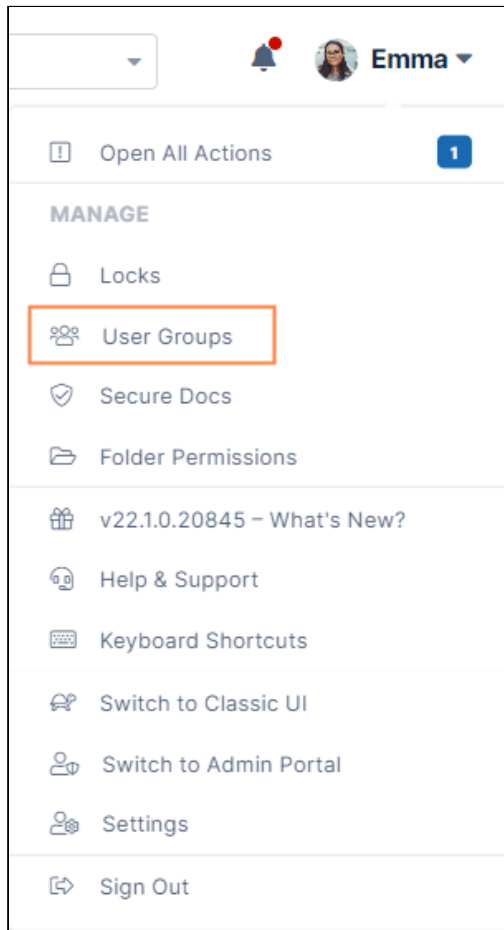 Emma
Open All Actions 1
MANAGE
Locks
User Groups
Secure Docs
Folder Permissions
v22.1.0.20845 – What's New?
Help & Support
Keyboard Shortcuts
Switch to Classic UI
Switch to Admin Portal
Settings
Sign Out